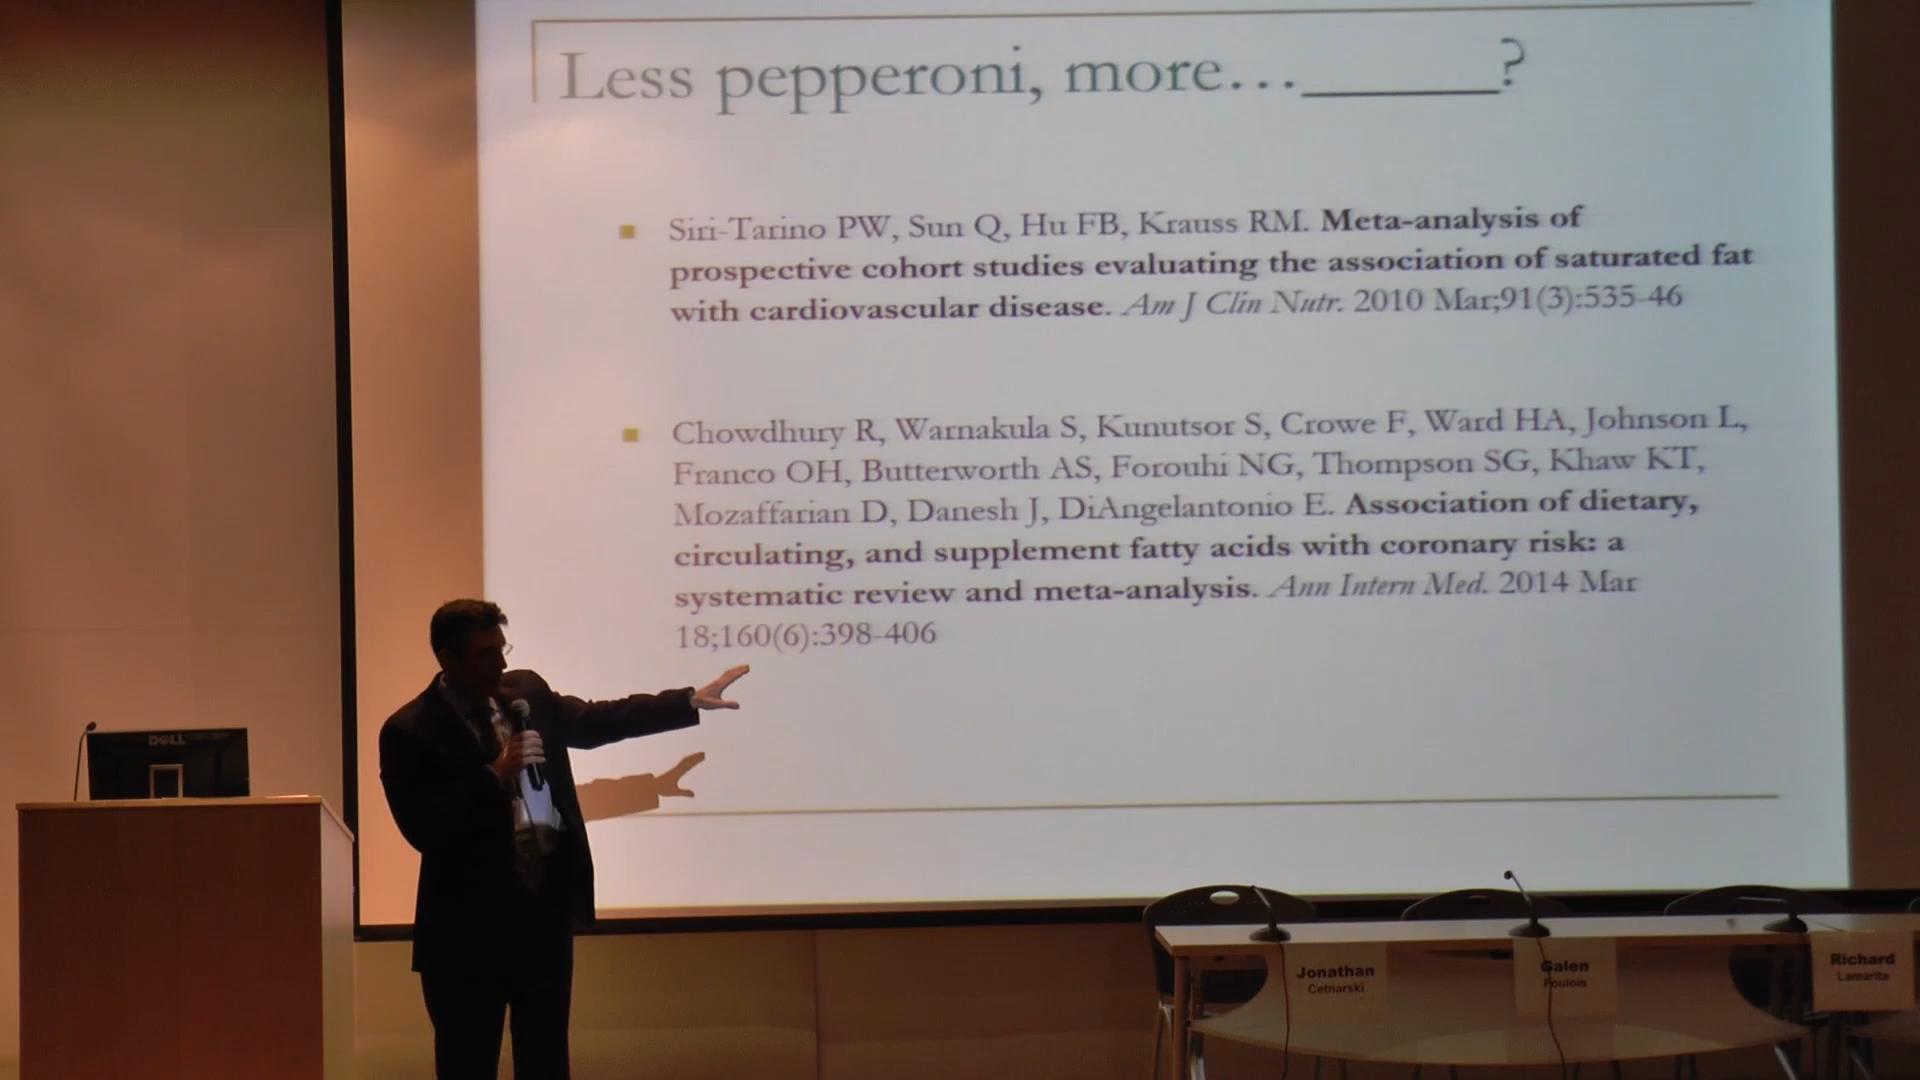 Less pepperoni, more…______?
Siri-Tarino PW, Sun Q, Hu FB, Krauss RM. Meta-analysis of
prospective cohort studies evaluating the association of saturated fat
with cardiovascular disease. Am J Clin Nutr. 2010 Mar;91(3):535-46
Chowdhury R, Warnakula S, Kunutsor S, Crowe F, Ward HA, Johnson L,
Franco OH, Butterworth AS, Forouhi NG, Thompson SG, Khaw KT,
Mozaffarian D, Danesh J, DiAngelantonio E. Association of dietary,
circulating, and supplement fatty acids with coronary risk: a
systematic review and meta-analysis. Ann Intern Med. 2014 Mar
18;160(6):398-406
DELL
Jonathan
Cetnarski
Galen
Foulois
Richard
Lamarita